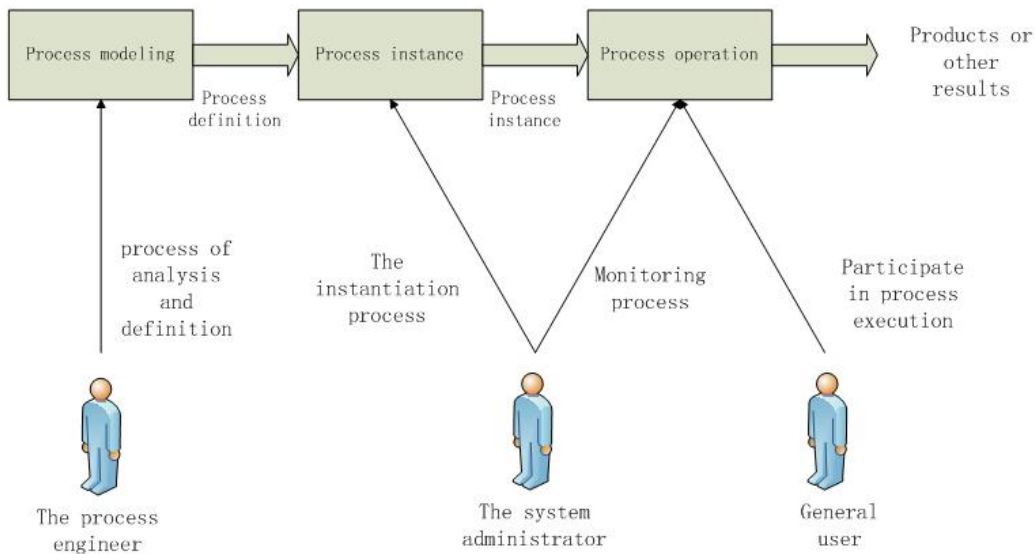 Process modeling
Process instance
Process operation
Products or
other
results
Process
definition
Process
instance
process of
analysis
and
definition
The
instantiation
process
Monitoring
process
Participate
in process
execution
The process
engineer
The system
administrator
General
user